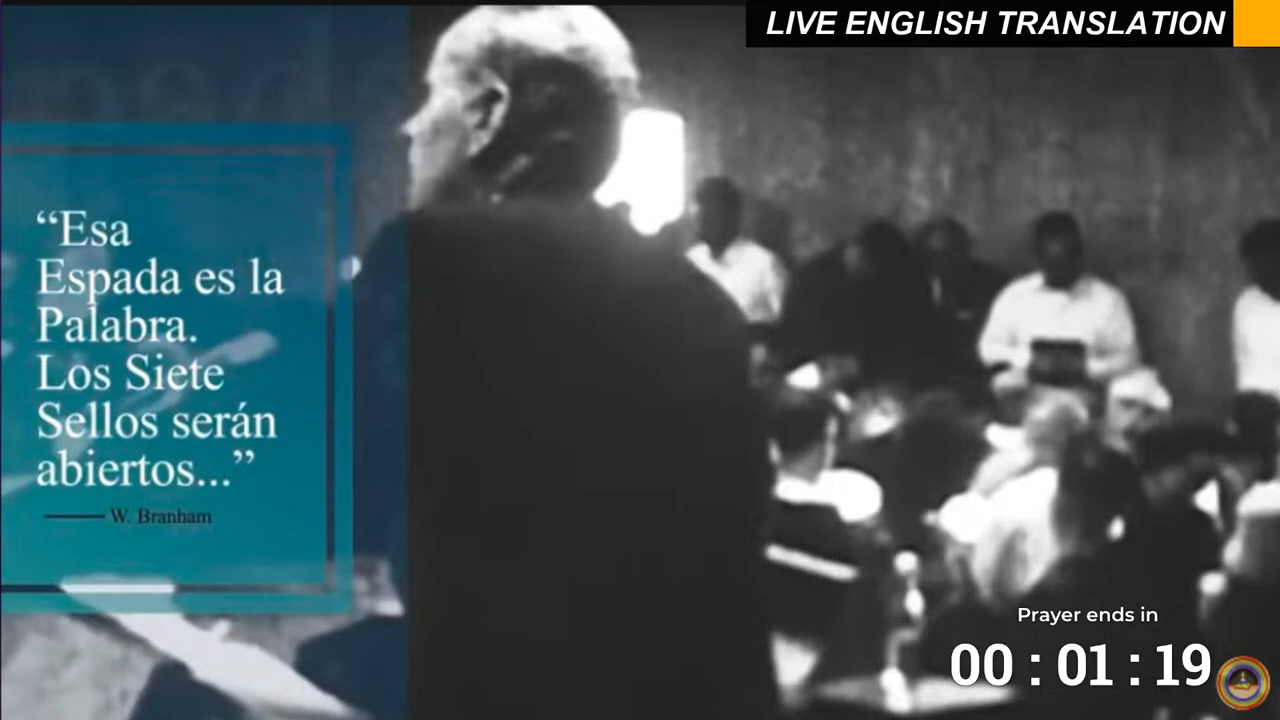 LIVE ENGLISH TRANSLATION
“Esa
Espada es la
Palabra.
Los Siete
Sellos serán
abiertos...”
W. Branham
Prayer ends in
00 : 01 : 19